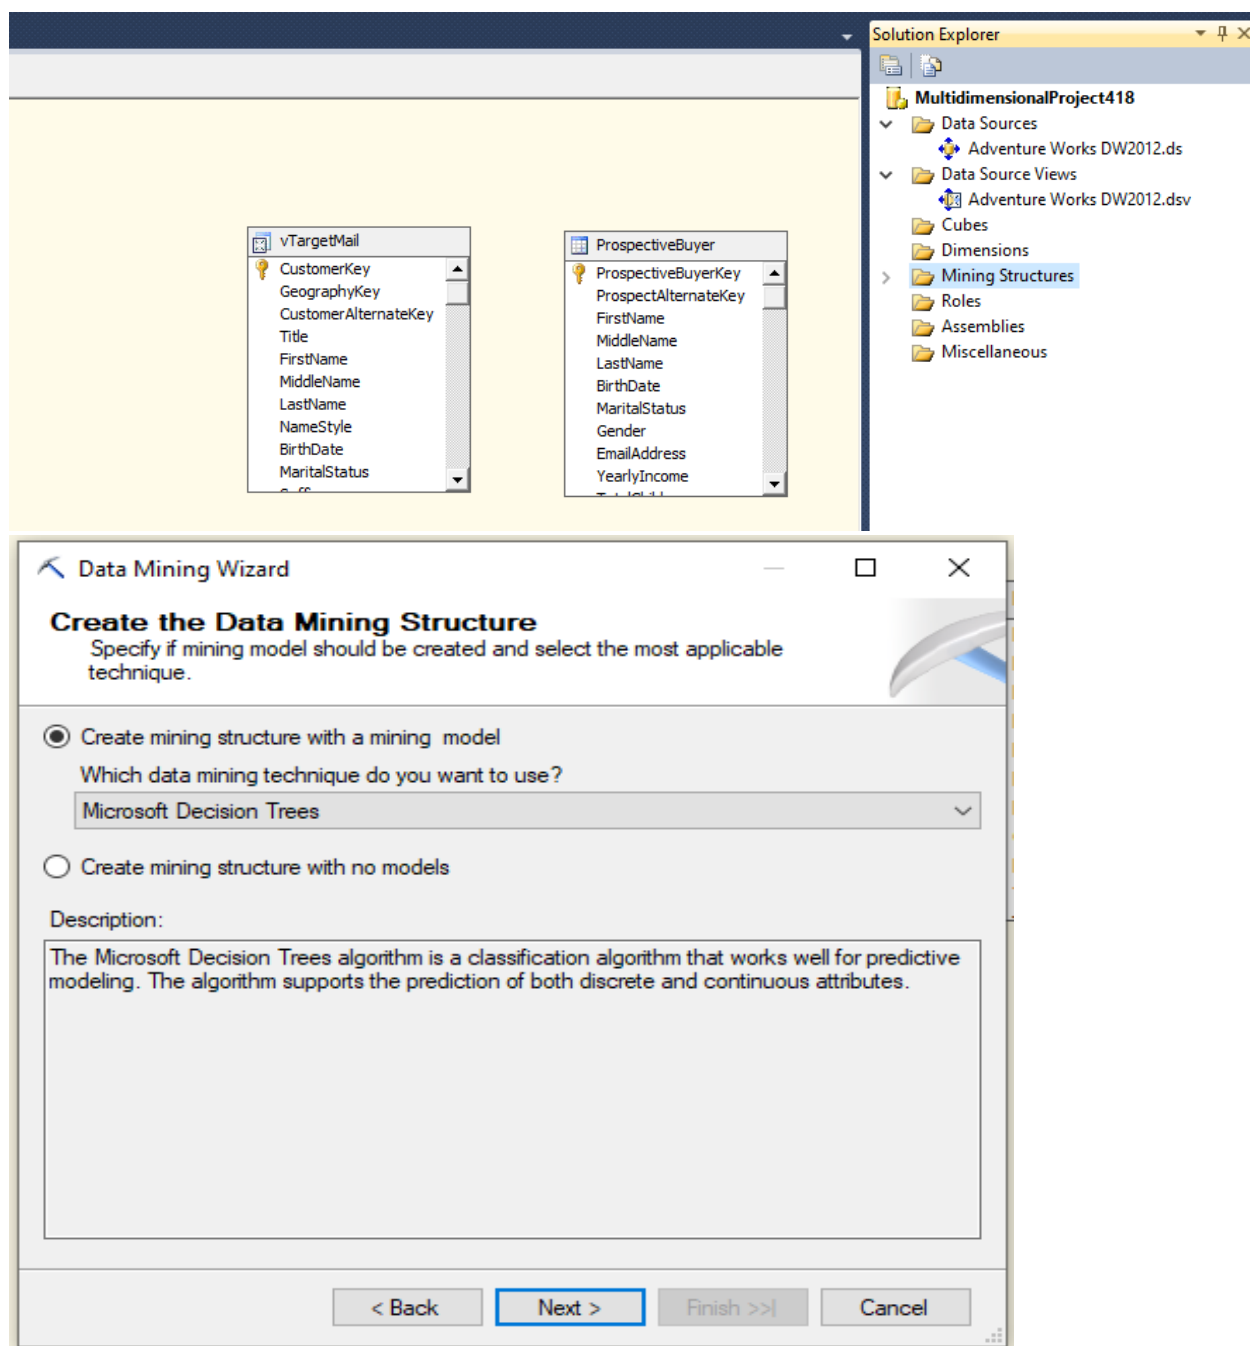 Solution Explorer
MultidimensionalProject418
Data Sources
Adventure Works DW2012.ds
Data Source Views
Adventure Works DW2012.dsv
Cubes
Dimensions
Mining Structures
Roles
Assemblies
Miscellaneous
vTargetMail
CustomerKey
GeographyKey
CustomerAlternateKey
Title
FirstName
MiddleName
LastName
NameStyle
BirthDate
MaritalStatus
ProspectiveBuyer
ProspectiveBuyerKey
ProspectAlternateKey
FirstName
MiddleName
LastName
BirthDate
MaritalStatus
Gender
EmailAddress
YearlyIncome
Data Mining Wizard
Create the Data Mining Structure
Specify if mining model should be created and select the most applicable
technique.
Create mining structure with a mining model
Which data mining technique do you want to use?
Microsoft Decision Trees
Create mining structure with no models
Description:
The Microsoft Decision Trees algorithm is a classification algorithm that works well for predictive
modeling. The algorithm supports the prediction of both discrete and continuous attributes.
< Back
Next >
Finish >>|
Cancel